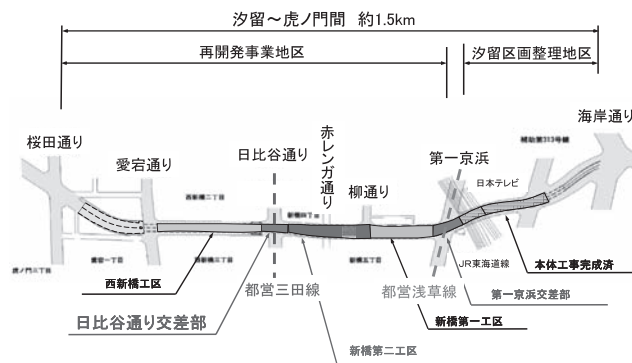 汐留～虎ノ門間 約1.5km
再開発事業地区
汐留区画整理地区
海岸通り
補助第313号線
桜田通り
愛宕通り
日比谷通り
赤レンガ通り
柳通り
第一京浜
日本テレビ
西新橋二丁目
新橋四丁目
虎ノ門二丁目
愛宕一丁目
西新橋三丁目
新橋五丁目
JR東海道線
本体工事完成済
西新橋工区
都営三田線
都営浅草線
第一京浜交差部
日比谷通り交差部
新橋第一工区
新橋第二工区